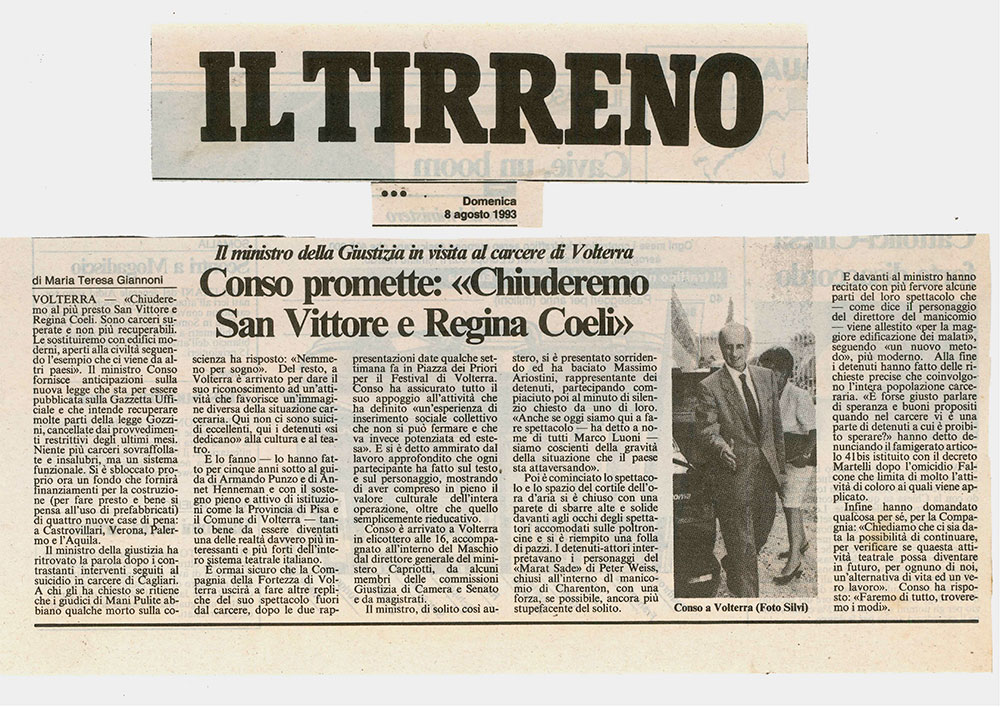 IL TIRRENO
•••
Domenica
8 agosto 1993
Il ministro della Giustizia in visita al carcere di Volterra
Conso promette: «Chiuderemo
San Vittore e Regina Coeli»
di Maria Teresa Giannoni
VOLTERRA — «Chiudere-
mo al più presto San Vittore e
Regina Coeli. Sono carceri su-
perate e non più recuperabili.
Le sostituiremo con edifici mo-
derni, aperti alla civiltà seguen-
do l'esempio che ci viene da al-
tri paesi». Il ministro Conso
fornisce anticipazioni sulla
nuova legge che sta per essere
pubblicata sulla Gazzetta Uffi-
ciale e che intende recuperare
molte parti della legge Gozzi-
ni, cancellate dai provvedimen-
ti restrittivi degli ultimi mesi.
Niente più carceri sovraffolla-
te e insalubri, ma un sistema
funzionale. Si è sbloccato pro-
prio ora un fondo che fornirà
finanziamenti per la costruzio-
ne (per fare presto e bene si
pensa all'uso di prefabbricati)
di quattro nuove case di pena:
a Castrovillari, Verona, Paler-
mo e l'Aquila.
Il ministro della giustizia ha
ritrovato la parola dopo i con-
trastanti interventi seguiti al
suicidio in carcere di Cagliari.
A chi gli ha chiesto se ritiene
che i giudici di Mani Pulite ab-
biano qualche morto sulla co-
scienza ho risposto: «Nemme-
no per sogno». Del resto, a
Volterra è arrivato per dare il
suo riconoscimento ad un'atti-
vità che favorisce un'immagi-
ne diversa della situazione car-
ceraria. Qui non ci sono suici-
di eccellenti, qui i detenuti «si
dedicano» alla cultura e al tea-
tro.
E lo fanno — lo hanno fat-
to per cinque anni sotto al gui-
da di Armando Punzo e di An-
net Henneman e con il soste-
gno pieno e attivo di istituzio-
ni come la Provincia di Pisa e
il Comune di Volterra — tan-
to bene da essere diventati
una delle realtà davvero più in-
teressanti e più forti dell'inte-
ro sistema teatrale italiano.
È ormai sicuro che la Com-
pagnia della Fortezza di Vol-
terra uscirà a fare altre repli-
che del suo spettacolo fuori
dal carcere, dopo le due rap-
presentazioni date qualche set-
timana fa in Piazza dei Priori
per il Festival di Volterra.
Conso ha assicurato tutto il
suo appoggio all'attività che
ha definito «un'esperienza di
inserimento sociale collettivo
che non si può fermare e che
va invece potenziata ed este-
sa». E si è detto ammirato dal
lavoro approfondito che ogni
partecipante ha fatto sul testo
e sul personaggio, mostrando
di aver compreso in pieno il
valore culturale dell'intera
operazione, oltre che quello
semplicemente rieducativo.
Conso è arrivato a Volterra
in elicottero alle 16, accompa-
gnato all'interno del Maschio
dal direttore generale del mini-
stero Capriotti, da alcuni
membri delle commissioni
Giustizia di Camera e Senato
e da magistrati.
Il ministro, di solito così au-
stero, si è presentato sorriden-
do ed ha baciato Massimo
Ariostini, rappresentante dei
detenuti, partecipando com-
piaciuto poi al minuto di silen-
zio chiesto da uno di loro.
«Anche se oggi siamo qui a fa-
re spettacolo — ha detto a no-
me di tutti Marco Luoni —
siamo coscienti della gravità
della situazione che il paese
sta attaversando».
Poi è cominciato lo spettaco-
lo e lo spazio del cortile dell'o-
ra d'aria si è chiuso con una
parete di sbarre alte e solide
davanti agli occhi degli spetta-
tori accomodati sulle poltron-
cine e si è riempito una folla
di pazzi. I detenuti-attori inter-
pretavano i personaggi del
«Marat Sade» di Peter Weiss,
chiusi all'interno dl manico-
mio di Charenton, con una
forza, se possibile, ancora più
stupefacente del solito.
Conso a Volterra (Foto Silvi)
E davanti al ministro hanno
recitato con più fervore alcune
parti del loro spettacolo che
— come dice il personaggio
del direttore del manicomio
— viene allestito «per la mag-
giore edificazione dei malati»,
seguendo «un nuovo meto-
do», più moderno. Alla fine
i detenuti hanno fatto delle ri-
chieste precise che coinvolgo-
no l'intera popolazione carce-
raria. «È forse giusto parlare
di speranza e buoni propositi
quando nel carcere vi è una
parte di detenuti a cui è proibi-
to sperare?» hanno detto de-
nunciando il famigerato artico-
lo 41 bis istituto con il decreto
Martelli dopo l'omicidio Fal-
cone che limita di molto l'atti-
vità di coloro ai quali viene ap-
plicato.
Infine hanno domandato
qualcosa per sé, per la Compa-
gnia: «Chiediamo che ci sia da-
ta la possibilità di continuare,
per verificare se quaesta atti-
vità teatrale possa diventare
in futuro, per ognuno di noi,
un'alternativa di vita ed un ve-
ro lavoro». Conso ha rispo-
sto: «Faremo di tutto, trovere-
mo i modi».